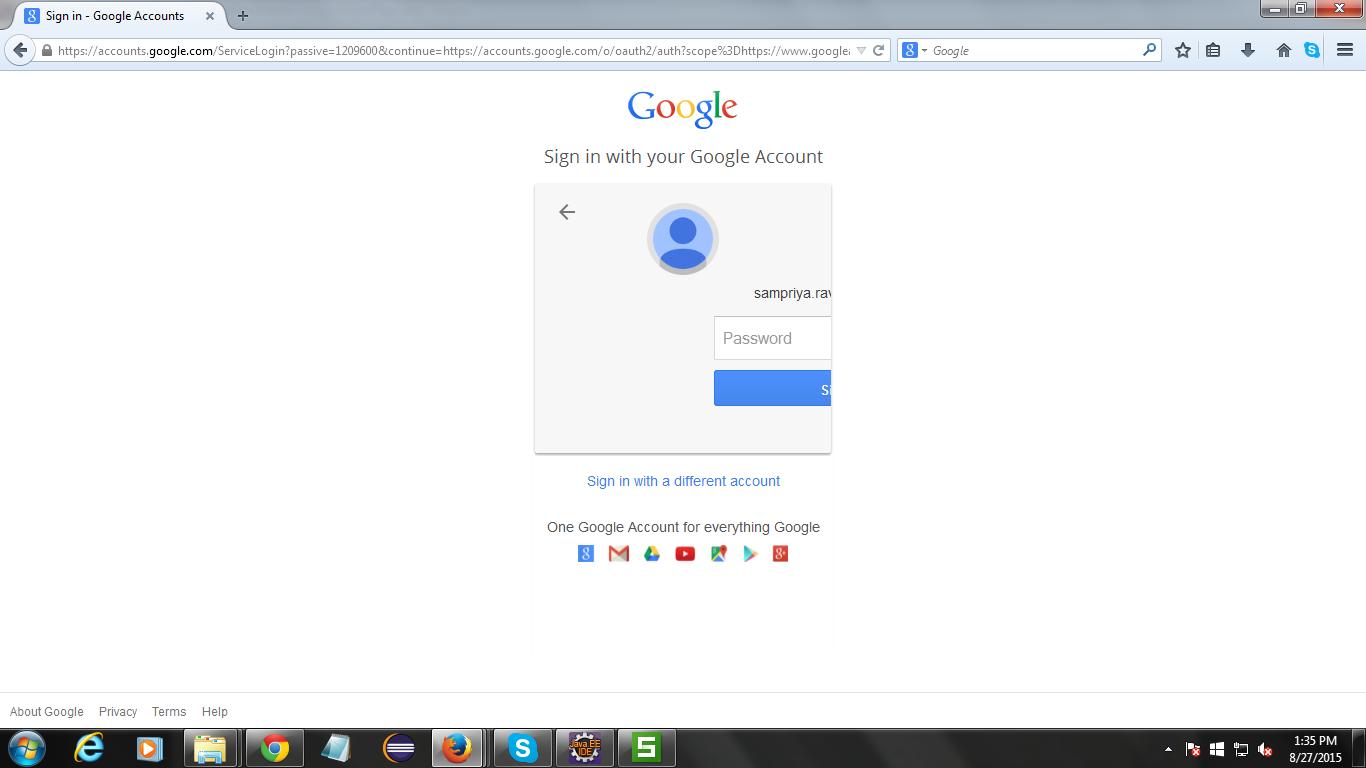 Sign in - Google Accounts
https://accounts.google.com/ServiceLogin?passive=1209600&continue=https://accounts.google.com/o/oauth2/auth?scope%3Dhttps://www.google
Google
Google
Sign in with your Google Account
sampriya.rav
Password
Si
Sign in with a different account
One Google Account for everything Google
About Google Privacy Terms Help
Java EE
IDE
S
1:35 PM
8/27/2015